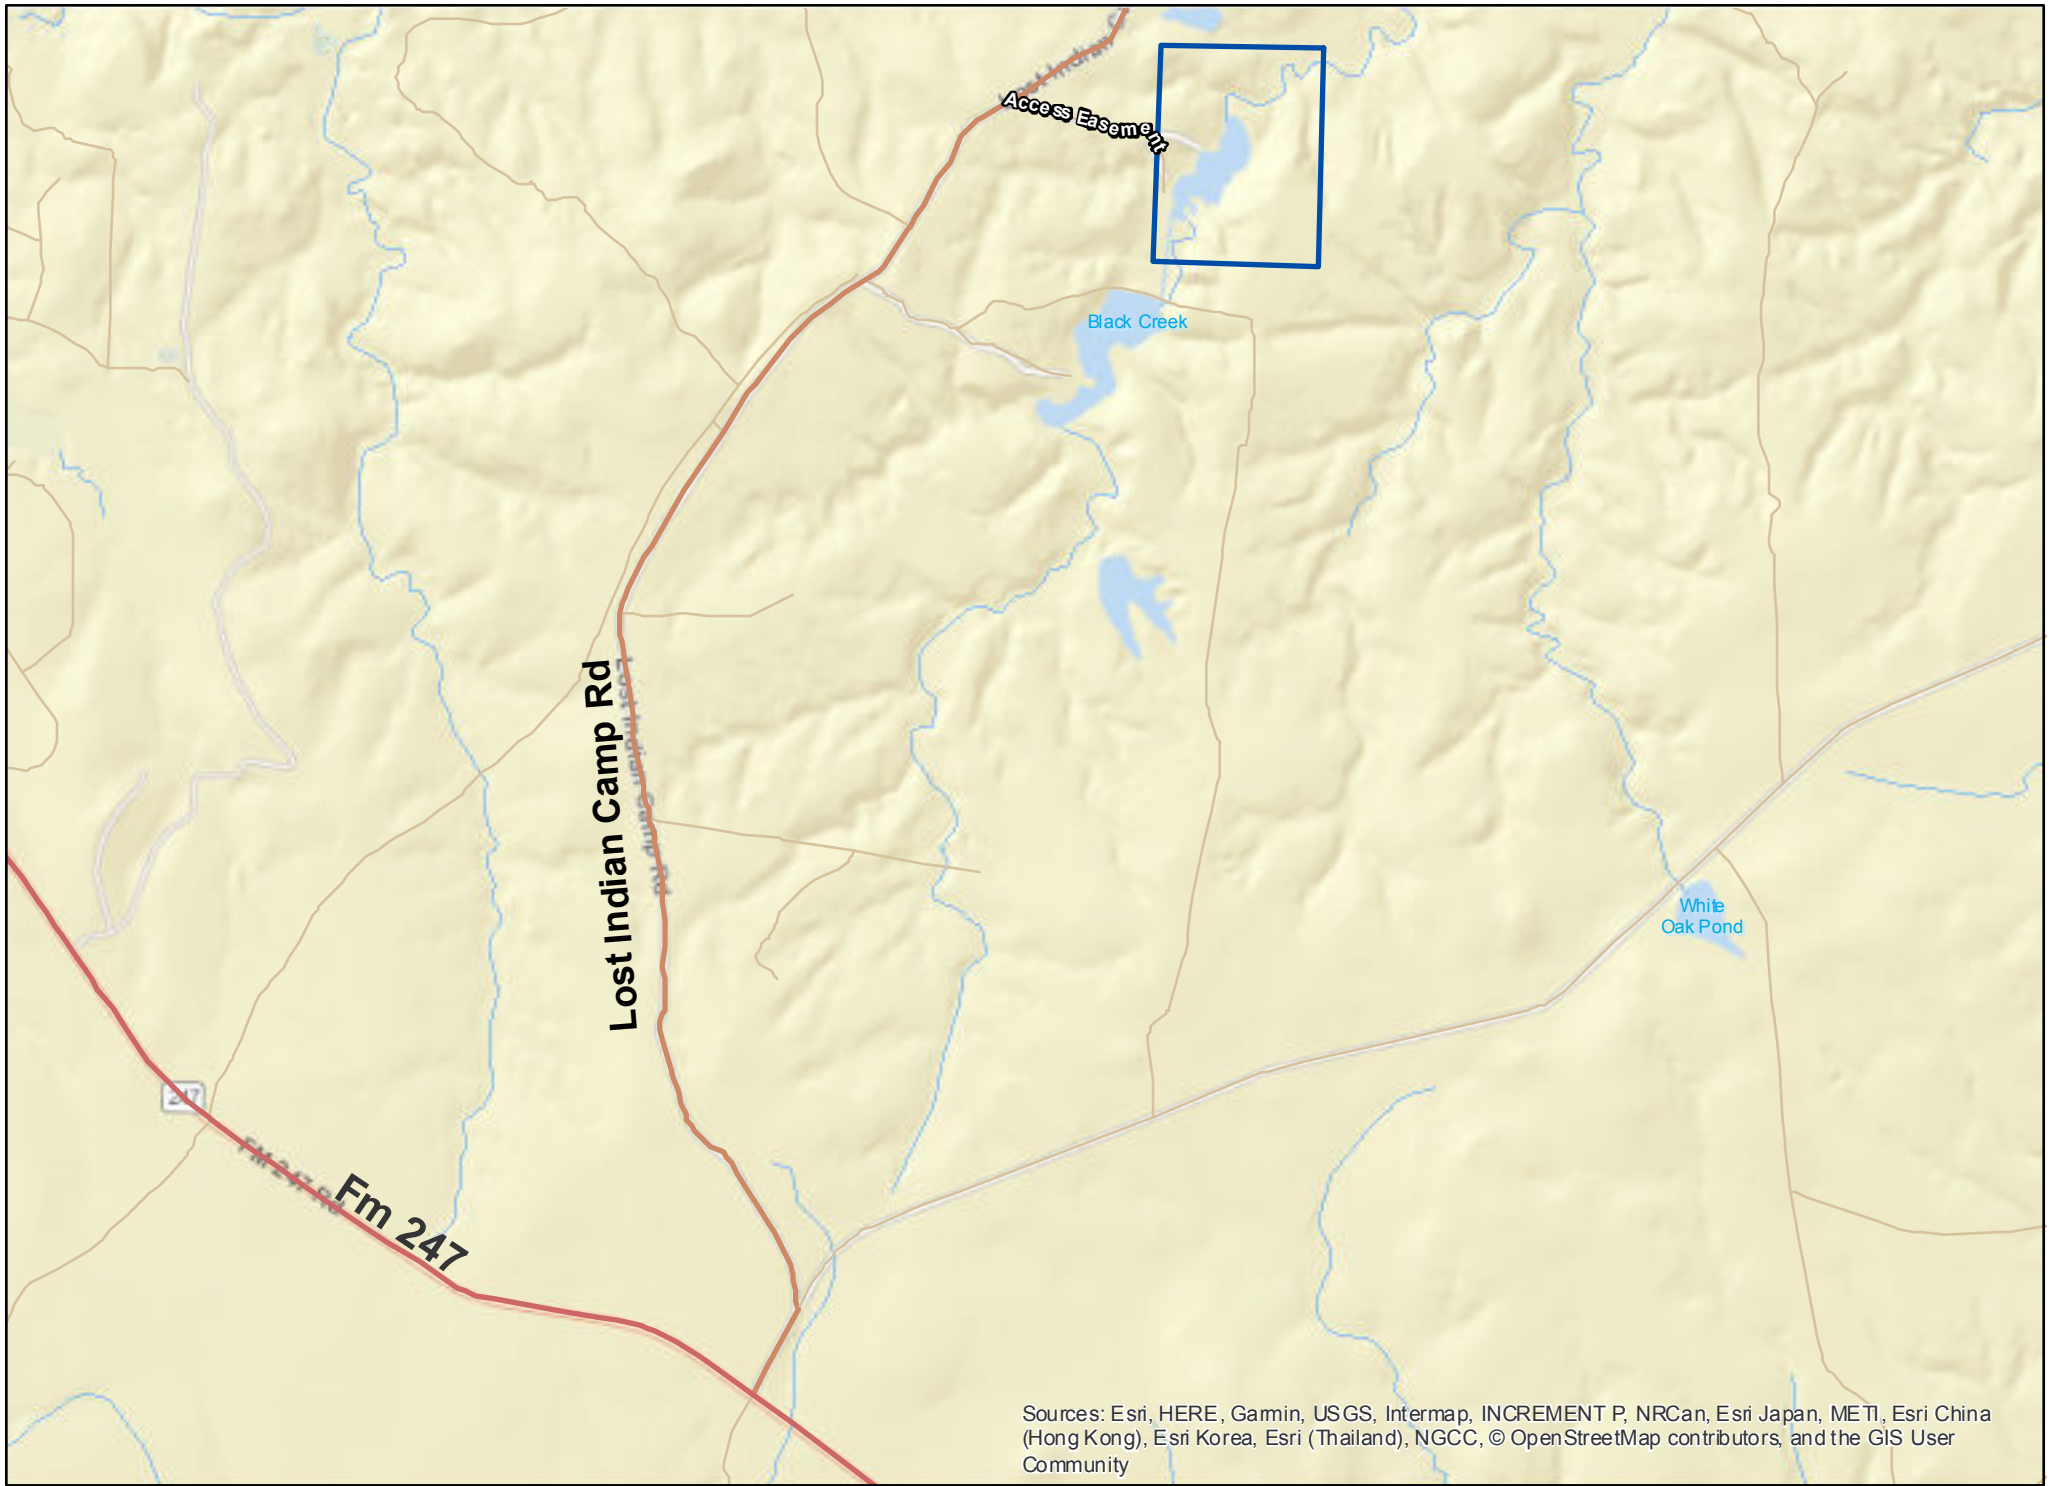 Lost Indian
Access Easement
Black Creek
Lost Indian Camp Rd
Lost Indian Camp Rd
White
Oak Pond
247
FM 247 Rd
Fm 247
Sources: Esri, HERE, Garmin, USGS, Intermap, INCREMENT P, NRCan, Esri Japan, METI, Esri China
(Hong Kong), Esri Korea, Esri (Thailand), NGCC, © OpenStreetMap contributors, and the GIS User
Community